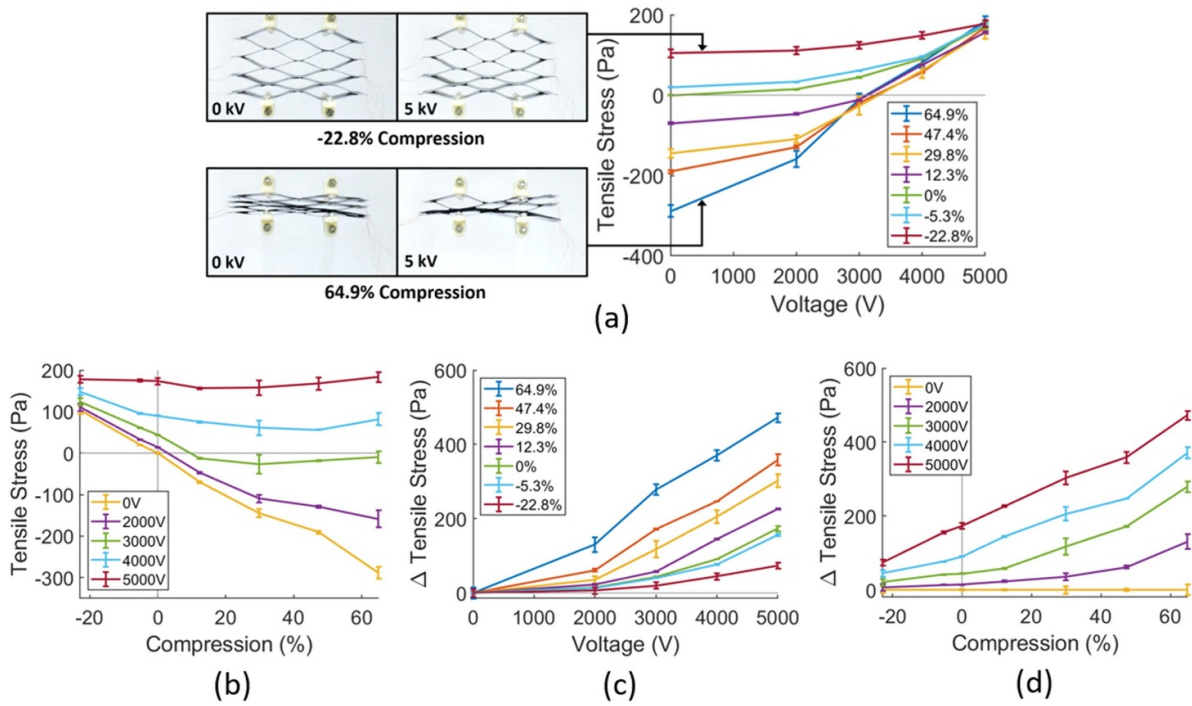 0 kV
5 kV
-22.8% Compression
0 kV
5 kV
64.9% Compression
Tensile Stress (Pa)
200
0
-200
-400
0
1000
2000
3000
4000
5000
Voltage (V)
64.9%
47.4%
29.8%
12.3%
0%
-5.3%
-22.8%
(a)
Tensile Stress (Pa)
200
100
0
-100
-200
-300
-20
0
20
40
60
Compression (%)
0V
2000V
3000V
4000V
5000V
(b)
Δ Tensile Stress (Pa)
600
400
200
0
0
1000
2000
3000
4000
5000
Voltage (V)
64.9%
47.4%
29.8%
12.3%
0%
-5.3%
-22.8%
(c)
Δ Tensile Stress (Pa)
600
400
200
0
-20
0
20
40
60
Compression (%)
0V
2000V
3000V
4000V
5000V
(d)